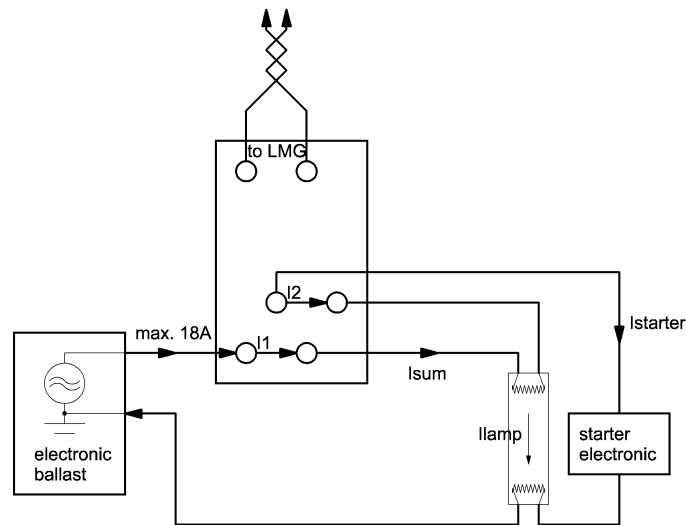 to LMG
I2
Istarter
max. 18A
I1
Isum
Ilamp
starter
electronic
electronic
ballast